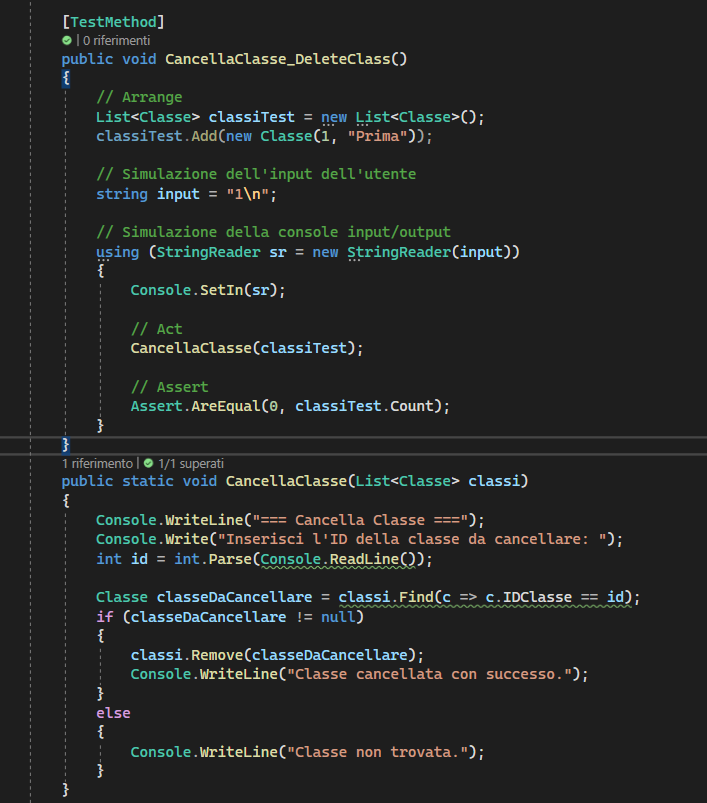 [TestMethod]
| 0 riferimenti
public void CancellaClasse_DeleteClass()
{
// Arrange
List<Classe> classiTest = new List<Classe>();
classiTest.Add(new Classe(1, "Prima"));
// Simulazione dell'input dell'utente
string input = "1\n";
// Simulazione della console input/output
using (StringReader sr = new StringReader(input))
{
Console.SetIn(sr);
// Act
CancellaClasse(classiTest);
// Assert
Assert.AreEqual(0, classiTest.Count);
}
}
1 riferimento | 1/1 superati
public static void CancellaClasse(List<Classe> classi)
{
Console.WriteLine("=== Cancella Classe ===");
Console.Write("Inserisci l'ID della classe da cancellare: ");
int id = int.Parse(Console.ReadLine());
Classe classeDaCancellare = classi.Find(c => c.IDClasse == id);
if (classeDaCancellare != null)
{
classi.Remove(classeDaCancellare);
Console.WriteLine("Classe cancellata con successo.");
}
else
{
Console.WriteLine("Classe non trovata.");
}
}